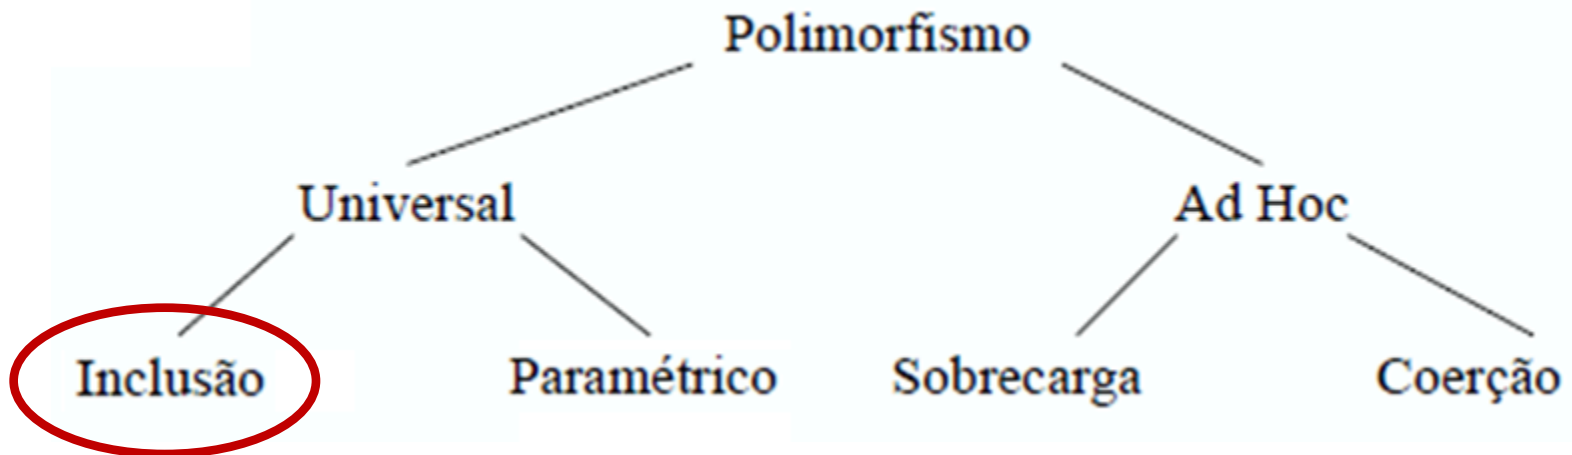 Polimorfismo
Universal Ad Hoc
Inclusão Paramétrico Sobrecarga Coerção